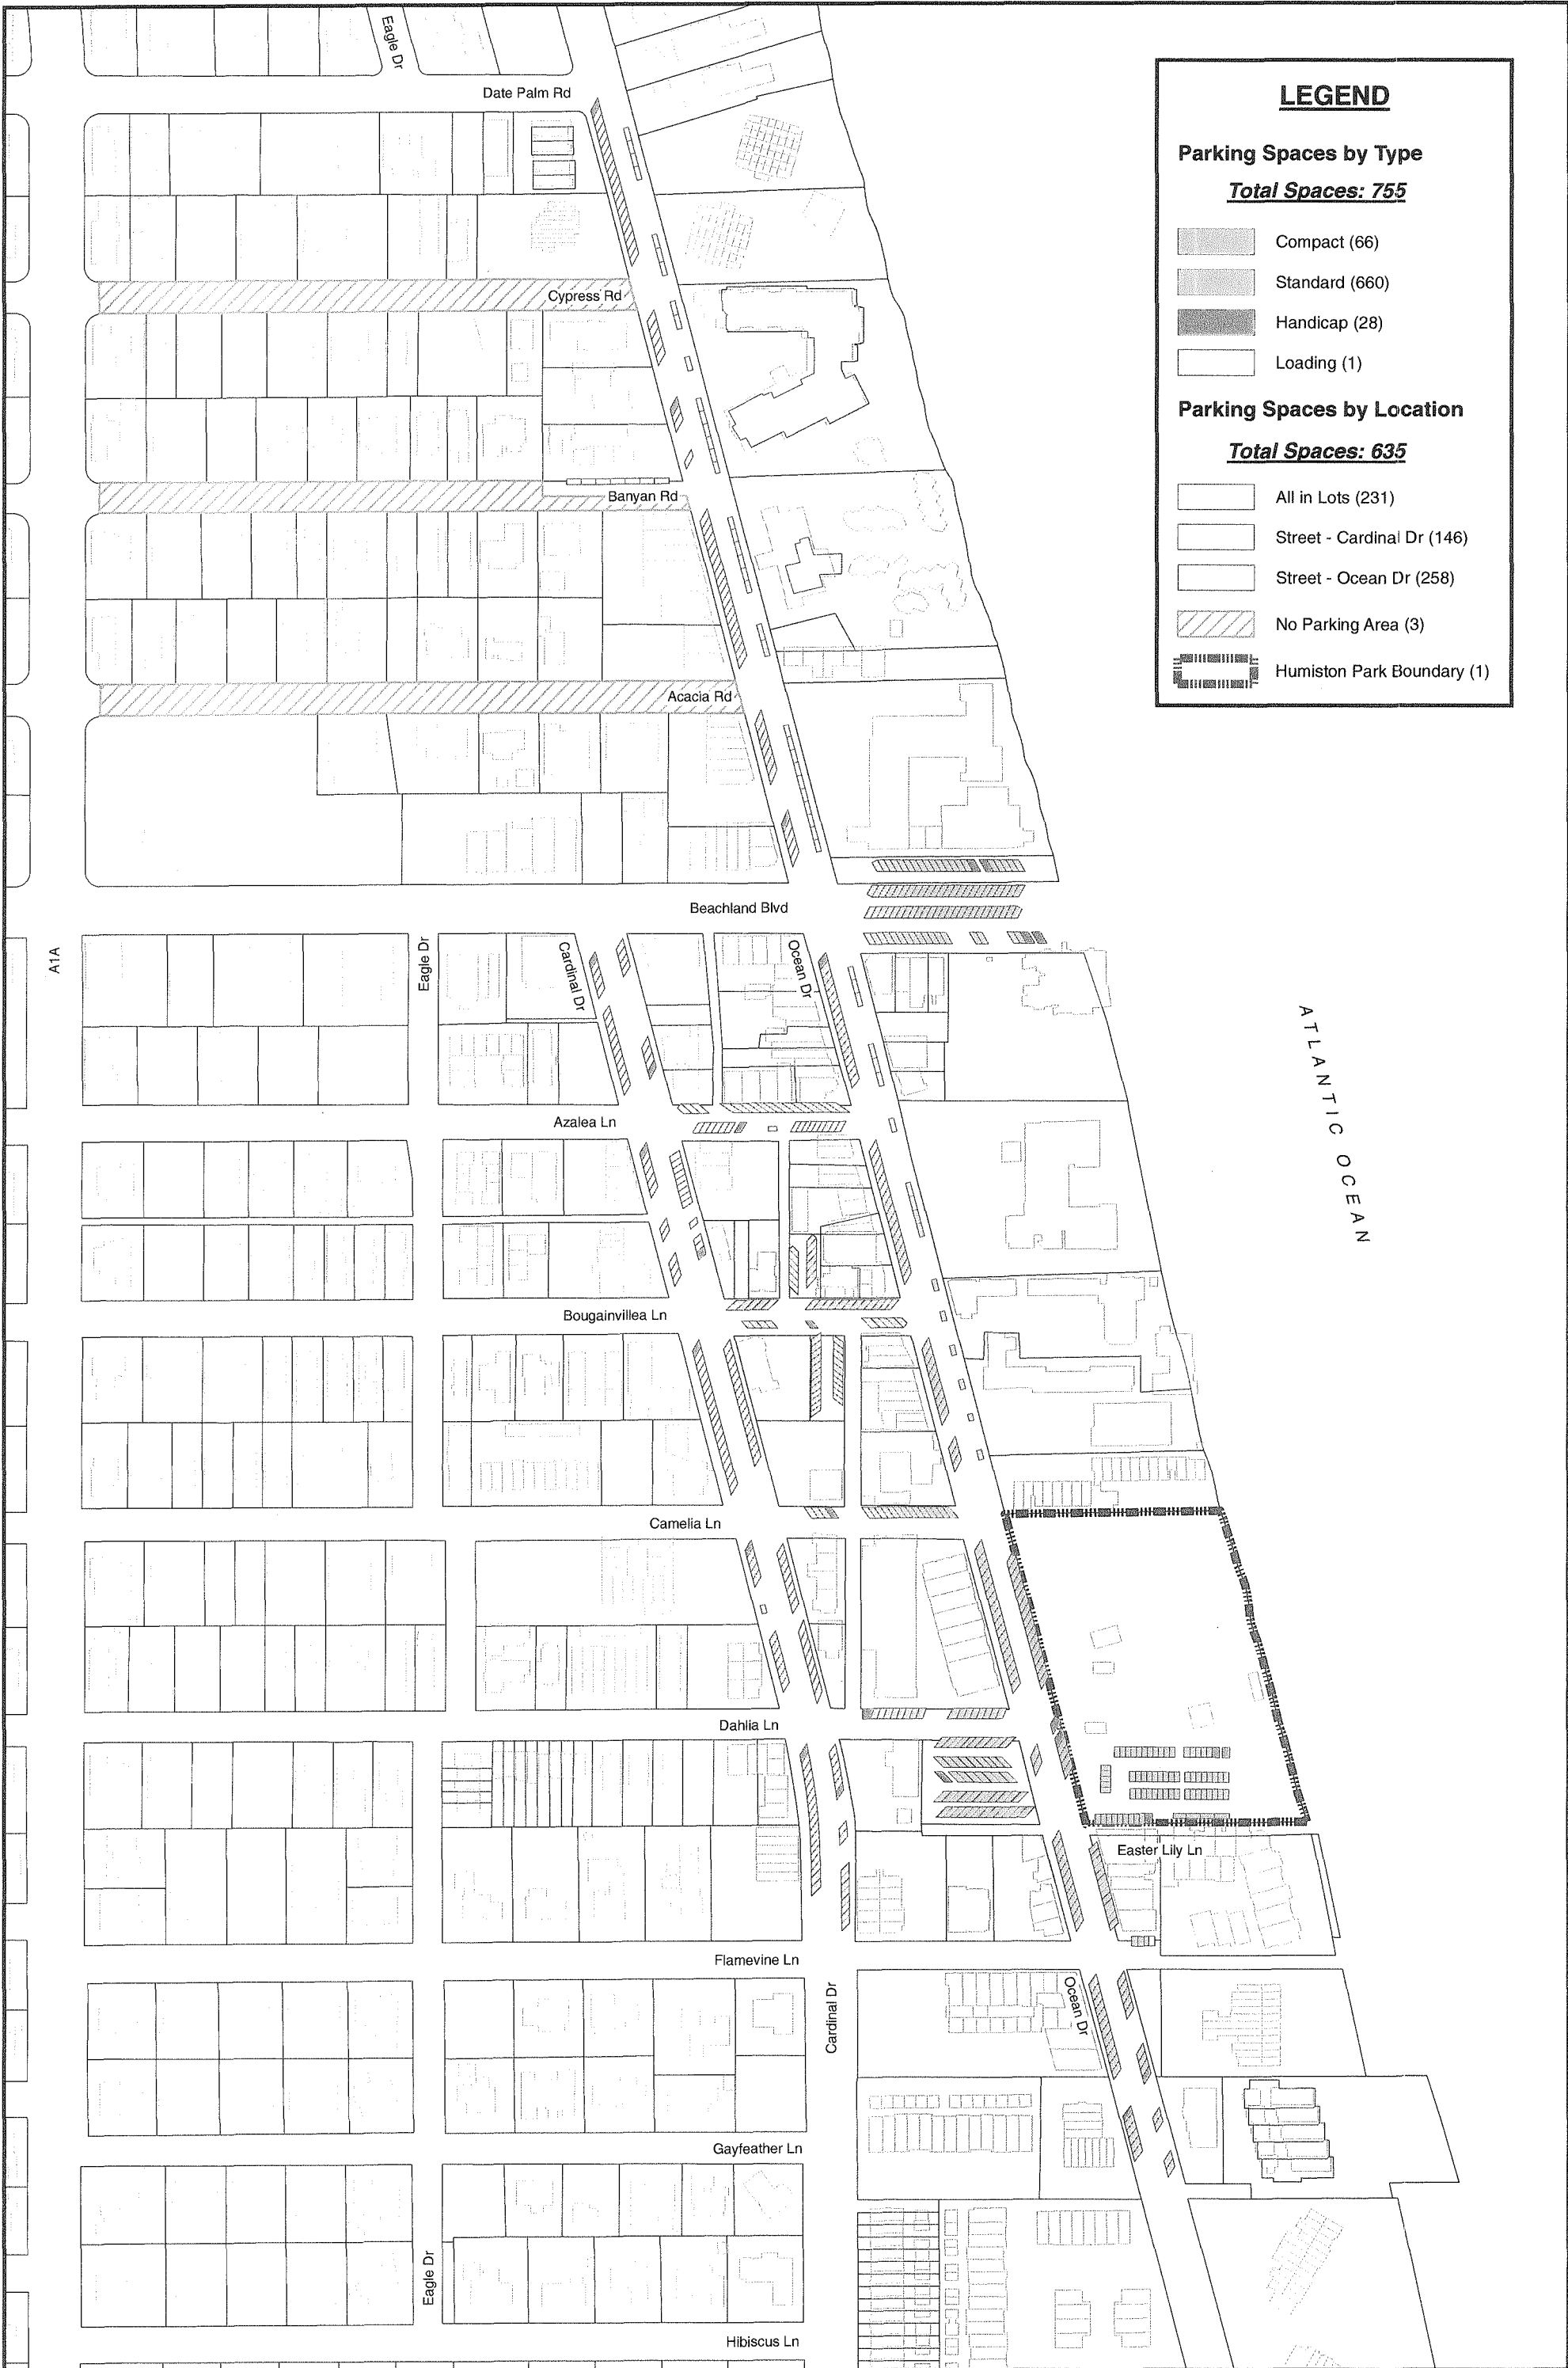 Eagle Dr
Date Palm Rd
LEGEND
Parking Spaces by Type
Total Spaces: 755
Compact (66)
Standard (660)
Handicap (28)
Loading (1)
Parking Spaces by Location
Total Spaces: 635
All in Lots (231)
Street - Cardinal Dr (146)
Street - Ocean Dr (258)
No Parking Area (3)
Humiston Park Boundary (1)
Cypress Rd
Banyan Rd
Acacia Rd
Beachland Blvd
A1A
Eagle Dr
Cardinal Dr
Ocean Dr
ATLANTIC OCEAN
Azalea Ln
Bougainvillea Ln
Camelia Ln
Dahlia Ln
Easter Lily Ln
Flamevine Ln
Cardinal Dr
Ocean Dr
Gayfeather Ln
Eagle Dr
Hibiscus Ln